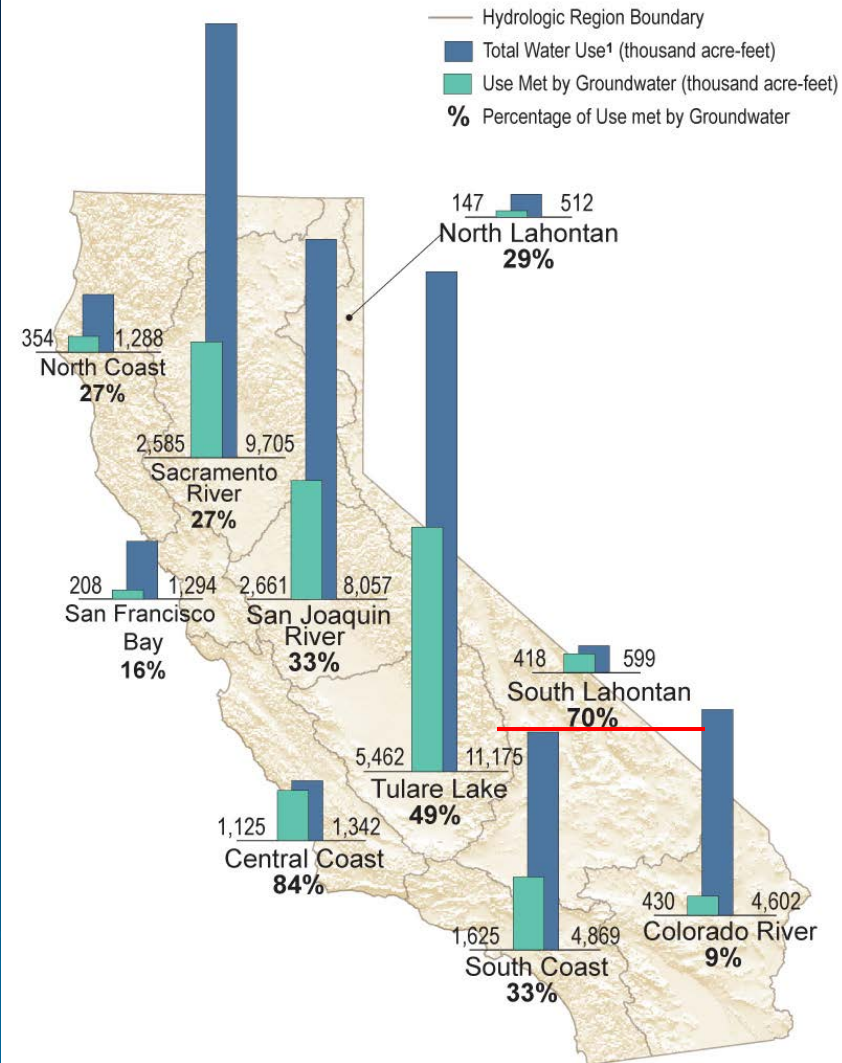 Hydrologic Region Boundary
Total Water Use¹ (thousand acre-feet)
Use Met by Groundwater (thousand acre-feet)
% Percentage of Use met by Groundwater
147 512
North Lahontan
29%
354 1,288
North Coast
27%
2,585 9,705
Sacramento
River
27%
208 1,294
San Francisco
Bay
16%
2,661 8,057
San Joaquin
River
33%
418 599
South Lahontan
70%
5,462 11,175
Tulare Lake
49%
1,125 1,342
Central Coast
84%
430 4,602
Colorado River
9%
1,625 4,869
South Coast
33%